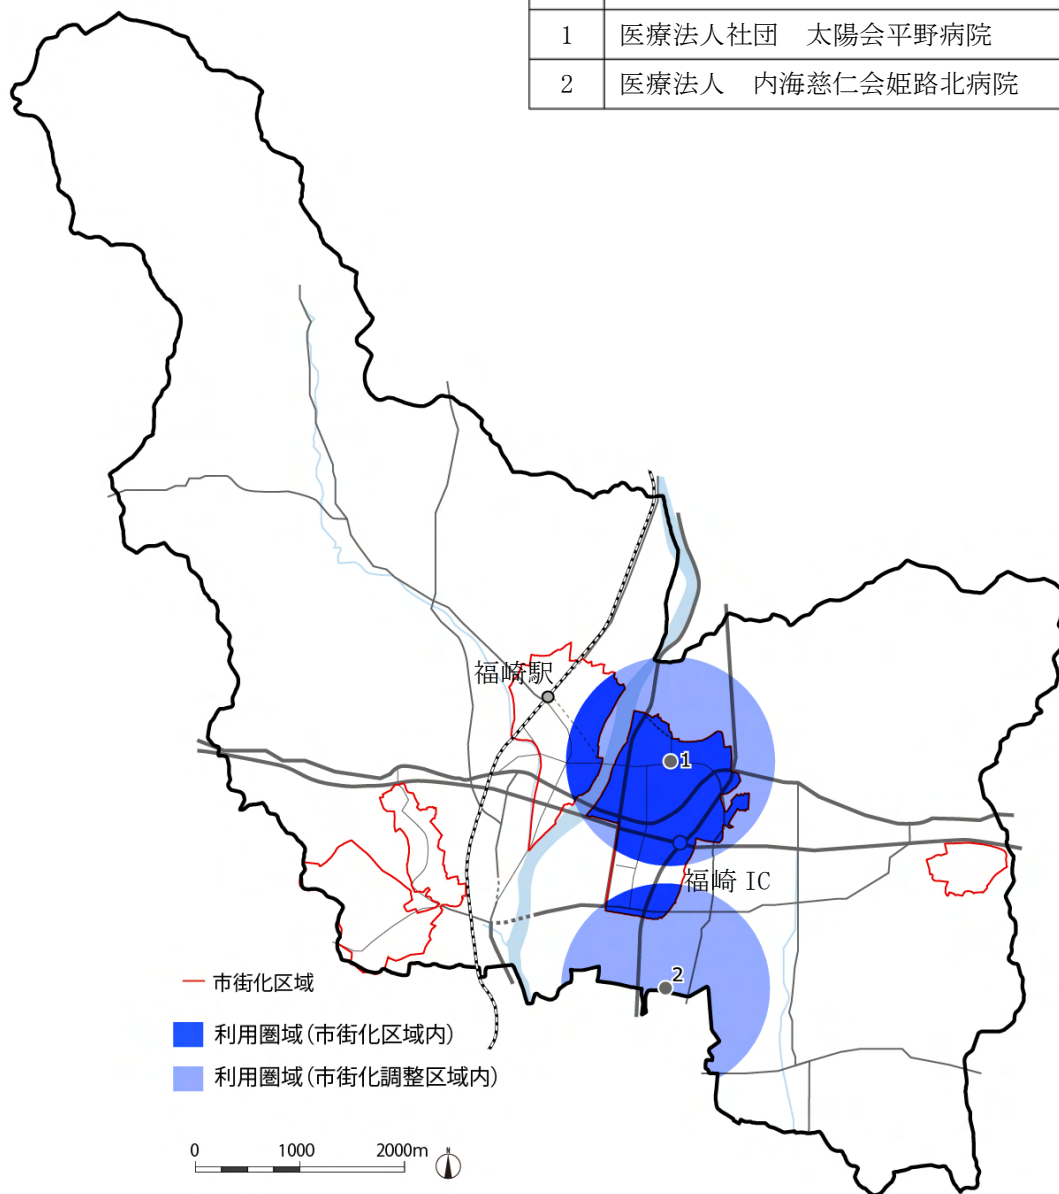 1 医療法人社団　太陽会平野病院
2 医療法人　内海慈仁会姫路北病院
福崎駅
1
福崎 IC
2
市街化区域
利用圏域(市街化区域内)
利用圏域(市街化調整区域内)
0 1000 2000m
N